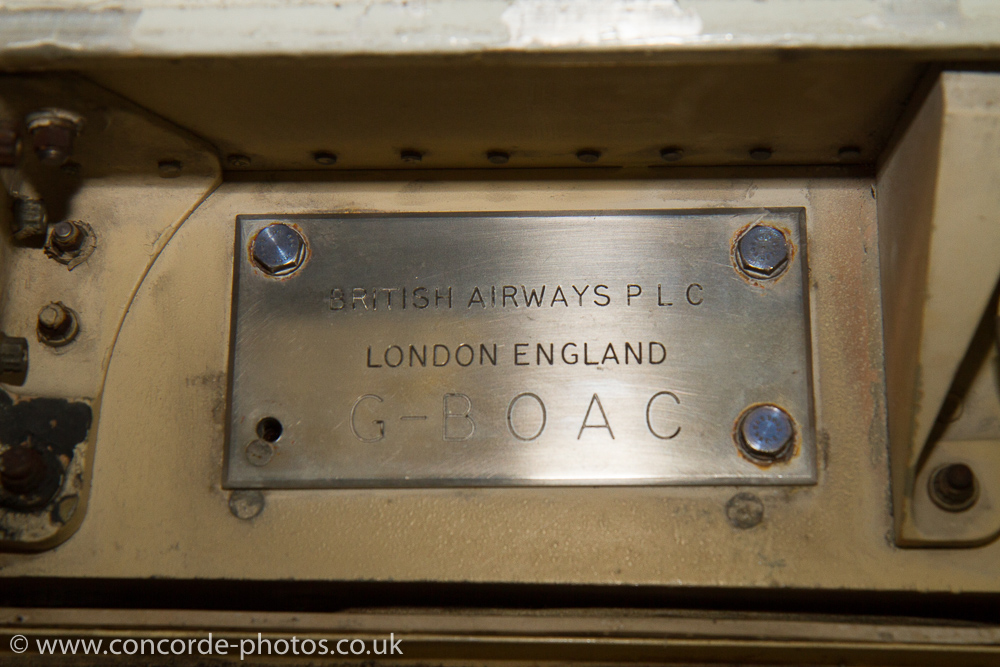 BRITISH AIRWAYS P L C
LONDON ENGLAND
G-BOAC
© www.concorde-photos.co.uk